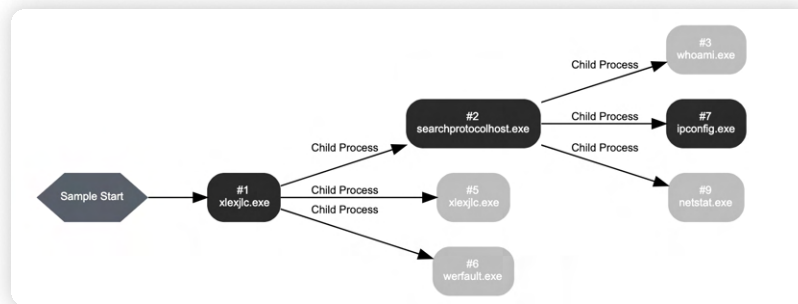 #3
whoami.exe
Child Process
#2
searchprotocolhost.exe
Child Process
#7
ipconfig.exe
Child Process
Child Process
Sample Start
#1
xlexjlc.exe
Child Process
#5
xlexjlc.exe
Child Process
#9
netstat.exe
#6
werfault.exe